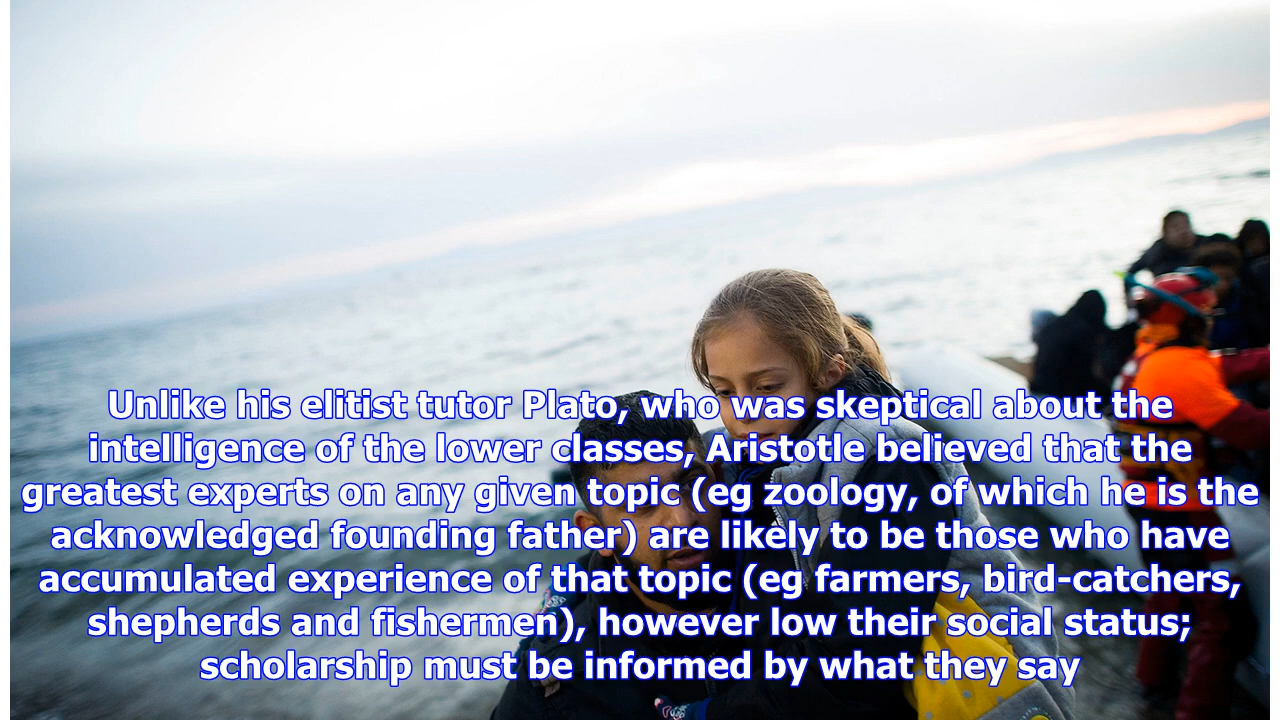 Unlike his elitist tutor Plato, who was skeptical about the
intelligence of the lower classes, Aristotle believed that the
greatest experts on any given topic (eg zoology, of which he is the
acknowledged founding father) are likely to be those who have
accumulated experience of that topic (eg farmers, bird-catchers,
shepherds and fishermen), however low their social status;
scholarship must be informed by what they say